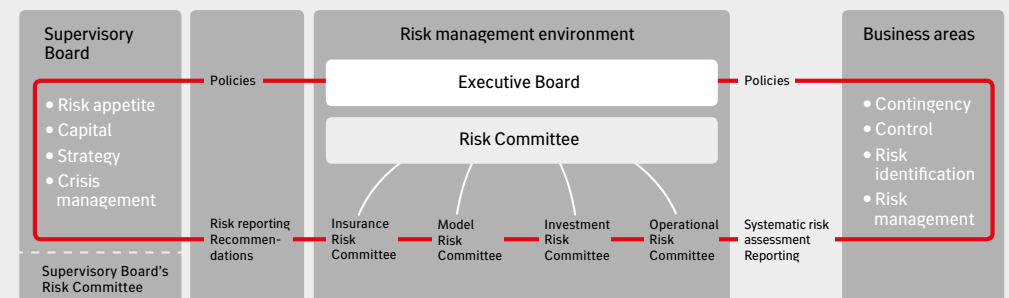 Supervisory
Board
• Risk appetite
• Capital
• Strategy
• Crisis
management
Supervisory Board's
Risk Committee
Policies
Risk reporting
Recommen-
dations
Risk management environment
Executive Board
Risk Committee
Insurance
Risk
Committee
Model
Risk
Committee
Investment
Risk
Committee
Operational
Risk
Committee
Policies
Systematic risk
assessment
Reporting
Business areas
• Contingency
• Control
• Risk
identification
• Risk
management